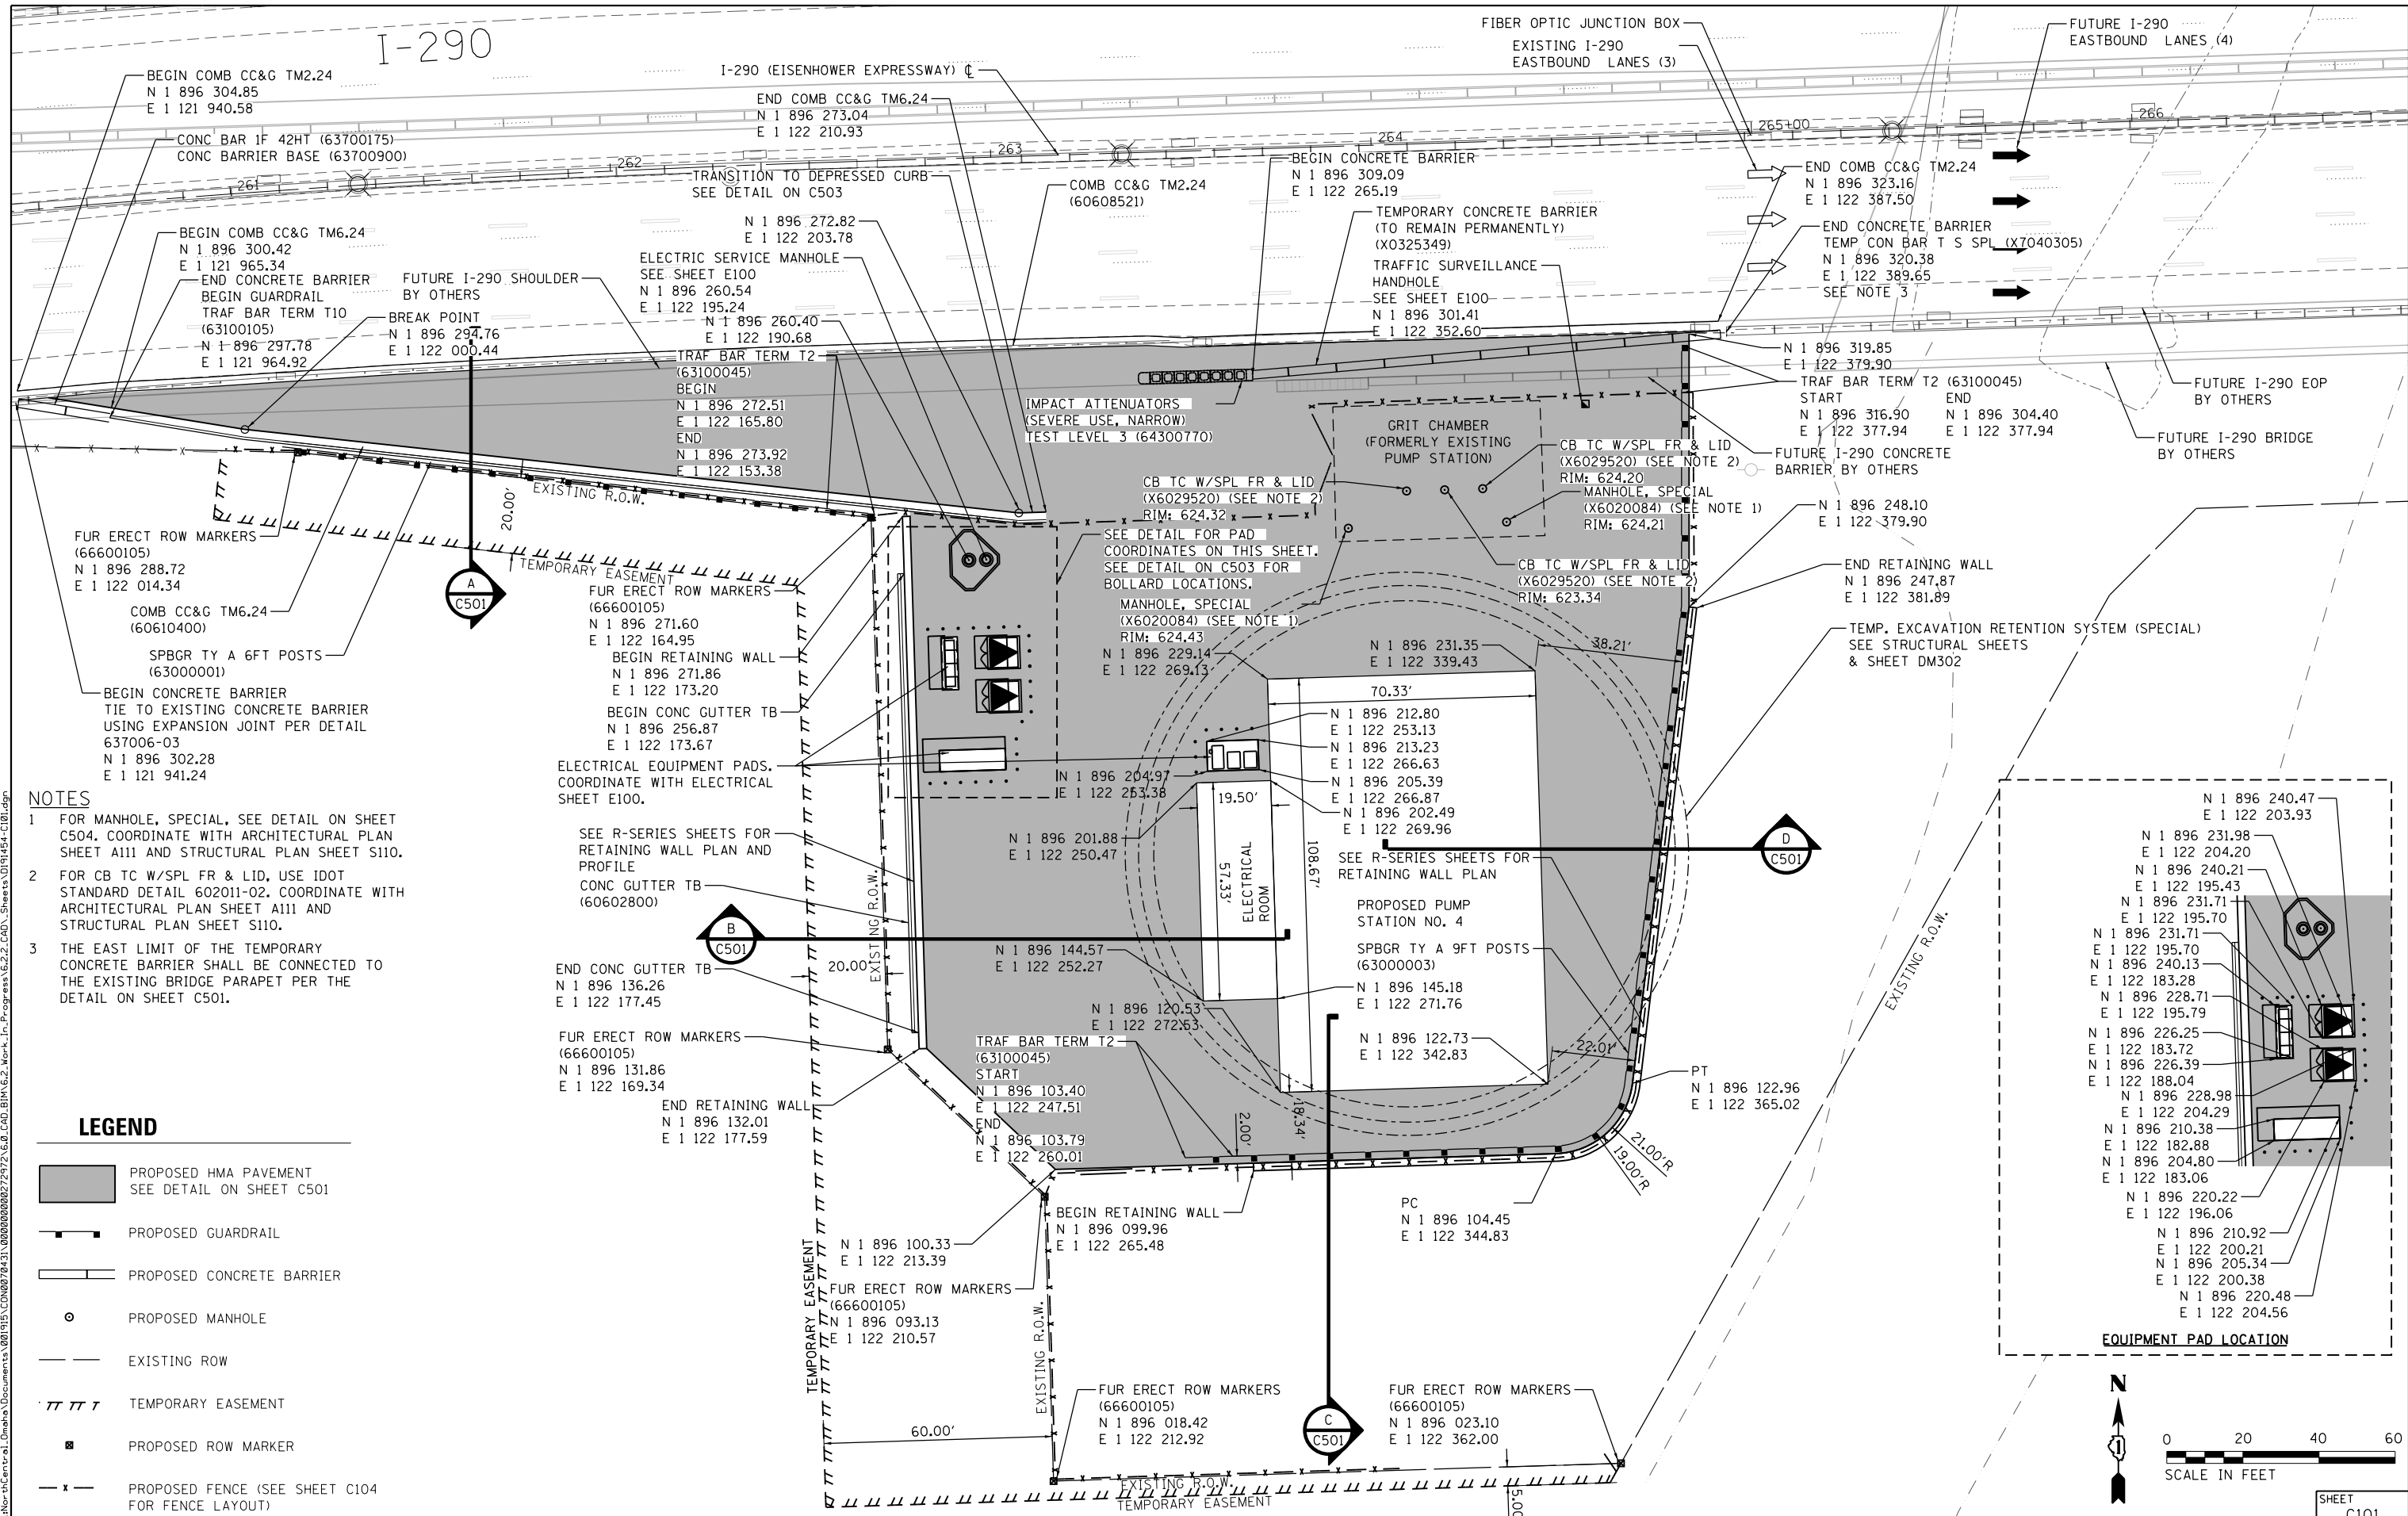 I-290
BEGIN COMB CC&G TM2.24
N 1 896 304.85
E 1 121 940.58
CONC BAR 1F 42HT (63700175)
CONC BARRIER BASE (63700900)
BEGIN COMB CC&G TM6.24
N 1 896 300.42
E 1 121 965.34
END CONCRETE BARRIER
BEGIN GUARDRAIL
TRAF BAR TERM T10
(63100105)
N 1 896 297.78
E 1 121 964.92
FUTURE I-290 SHOULDER
BY OTHERS
BREAK POINT
N 1 896 294.76
E 1 122 000.44
I-290 (EISENHOWER EXPRESSWAY) ℄
END COMB CC&G TM6.24
N 1 896 273.04
E 1 122 210.93
261
262
263
264
265+00
266
TRANSITION TO DEPRESSED CURB
SEE DETAIL ON C503
N 1 896 272.82
E 1 122 203.78
ELECTRIC SERVICE MANHOLE
SEE SHEET E100
N 1 896 260.54
E 1 122 195.24
N 1 896 260.40
E 1 122 190.68
TRAF BAR TERM T2
(63100045)
BEGIN
N 1 896 272.51
E 1 122 165.80
END
N 1 896 273.92
E 1 122 153.38
COMB CC&G TM2.24
(60608521)
BEGIN CONCRETE BARRIER
N 1 896 309.09
E 1 122 265.19
TEMPORARY CONCRETE BARRIER
(TO REMAIN PERMANENTLY)
(X0325349)
TRAFFIC SURVEILLANCE
HANDHOLE
SEE SHEET E100
N 1 896 301.41
E 1 122 352.60
FIBER OPTIC JUNCTION BOX
EXISTING I-290
EASTBOUND LANES (3)
FUTURE I-290
EASTBOUND LANES (4)
END COMB CC&G TM2.24
N 1 896 323.16
E 1 122 387.50
END CONCRETE BARRIER
TEMP CON BAR T S SPL (X7040305)
N 1 896 320.38
E 1 122 389.65
SEE NOTE 3
N 1 896 319.85
E 1 122 379.90
TRAF BAR TERM T2 (63100045)
START END
N 1 896 316.90 N 1 896 304.40
E 1 122 377.94 E 1 122 377.94
FUTURE I-290 EOP
BY OTHERS
FUTURE I-290 BRIDGE
BY OTHERS
FUTURE I-290 CONCRETE
BARRIER BY OTHERS
IMPACT ATTENUATORS
(SEVERE USE, NARROW)
TEST LEVEL 3 (64300770)
GRIT CHAMBER
(FORMERLY EXISTING
PUMP STATION)
CB TC W/SPL FR & LID
(X6029520) (SEE NOTE 2)
RIM: 624.20
MANHOLE, SPECIAL
(X6020084) (SEE NOTE 1)
RIM: 624.21
CB TC W/SPL FR & LID
(X6029520) (SEE NOTE 2)
RIM: 624.32
SEE DETAIL FOR PAD
COORDINATES ON THIS SHEET.
SEE DETAIL ON C503 FOR
BOLLARD LOCATIONS.
CB TC W/SPL FR & LID
(X6029520) (SEE NOTE 2)
RIM: 623.34
MANHOLE, SPECIAL
(X6020084) (SEE NOTE 1)
RIM: 624.43
N 1 896 229.14
E 1 122 269.13
N 1 896 231.35
E 1 122 339.43
38.21'
70.33'
N 1 896 248.10
E 1 122 379.90
END RETAINING WALL
N 1 896 247.87
E 1 122 381.89
TEMP. EXCAVATION RETENTION SYSTEM (SPECIAL)
SEE STRUCTURAL SHEETS
& SHEET DM302
EXISTING R.O.W.
20.00'
TEMPORARY EASEMENT
A
C501
FUR ERECT ROW MARKERS
(66600105)
N 1 896 288.72
E 1 122 014.34
COMB CC&G TM6.24
(60610400)
SPBGR TY A 6FT POSTS
(63000001)
BEGIN CONCRETE BARRIER
TIE TO EXISTING CONCRETE BARRIER
USING EXPANSION JOINT PER DETAIL
637006-03
N 1 896 302.28
E 1 121 941.24
FUR ERECT ROW MARKERS
(66600105)
N 1 896 271.60
E 1 122 164.95
BEGIN RETAINING WALL
N 1 896 271.86
E 1 122 173.20
BEGIN CONC GUTTER TB
N 1 896 256.87
E 1 122 173.67
ELECTRICAL EQUIPMENT PADS.
COORDINATE WITH ELECTRICAL
SHEET E100.
SEE R-SERIES SHEETS FOR
RETAINING WALL PLAN AND
PROFILE
CONC GUTTER TB
(60602800)
B
C501
20.00'
EXISTING R.O.W.
END CONC GUTTER TB
N 1 896 136.26
E 1 122 177.45
FUR ERECT ROW MARKERS
(66600105)
N 1 896 131.86
E 1 122 169.34
END RETAINING WALL
N 1 896 132.01
E 1 122 177.59
N 1 896 212.80
E 1 122 253.13
N 1 896 213.23
E 1 122 266.63
N 1 896 205.39
E 1 122 266.87
N 1 896 202.49
E 1 122 269.96
N 1 896 204.97
E 1 122 253.38
19.50'
N 1 896 201.88
E 1 122 250.47
57.33'
ELECTRICAL
ROOM
108.67'
SEE R-SERIES SHEETS FOR
RETAINING WALL PLAN
PROPOSED PUMP
STATION NO. 4
SPBGR TY A 9FT POSTS
(63000003)
D
C501
N 1 896 144.57
E 1 122 252.27
N 1 896 145.18
E 1 122 271.76
N 1 896 120.53
E 1 122 272.53
N 1 896 122.73
E 1 122 342.83
22.01'
PT
N 1 896 122.96
E 1 122 365.02
TRAF BAR TERM T2
(63100045)
START
N 1 896 103.40
E 1 122 247.51
END
N 1 896 103.79
E 1 122 260.01
2.00'
18.34'
21.00'R
19.00'R
PC
N 1 896 104.45
E 1 122 344.83
BEGIN RETAINING WALL
N 1 896 099.96
E 1 122 265.48
N 1 896 100.33
E 1 122 213.39
FUR ERECT ROW MARKERS
(66600105)
N 1 896 093.13
E 1 122 210.57
TEMPORARY EASEMENT
EXISTING R.O.W.
60.00'
FUR ERECT ROW MARKERS
(66600105)
N 1 896 018.42
E 1 122 212.92
C
C501
FUR ERECT ROW MARKERS
(66600105)
N 1 896 023.10
E 1 122 362.00
EXISTING R.O.W.
TEMPORARY EASEMENT
EXISTING R.O.W.
NOTES
1 FOR MANHOLE, SPECIAL, SEE DETAIL ON SHEET
C504. COORDINATE WITH ARCHITECTURAL PLAN
SHEET A111 AND STRUCTURAL PLAN SHEET S110.
2 FOR CB TC W/SPL FR & LID, USE IDOT
STANDARD DETAIL 602011-02. COORDINATE WITH
ARCHITECTURAL PLAN SHEET A111 AND
STRUCTURAL PLAN SHEET S110.
3 THE EAST LIMIT OF THE TEMPORARY
CONCRETE BARRIER SHALL BE CONNECTED TO
THE EXISTING BRIDGE PARAPET PER THE
DETAIL ON SHEET C501.
LEGEND
PROPOSED HMA PAVEMENT
SEE DETAIL ON SHEET C501
PROPOSED GUARDRAIL
PROPOSED CONCRETE BARRIER
PROPOSED MANHOLE
EXISTING ROW
TEMPORARY EASEMENT
PROPOSED ROW MARKER
PROPOSED FENCE (SEE SHEET C104
FOR FENCE LAYOUT)
N 1 896 240.47
E 1 122 203.93
N 1 896 231.98
E 1 122 204.20
N 1 896 240.21
E 1 122 195.43
N 1 896 231.71
E 1 122 195.70
N 1 896 231.71
E 1 122 195.70
N 1 896 240.13
E 1 122 183.28
N 1 896 228.71
E 1 122 195.79
N 1 896 226.25
E 1 122 183.72
N 1 896 226.39
E 1 122 188.04
N 1 896 228.98
E 1 122 204.29
N 1 896 210.38
E 1 122 182.88
N 1 896 204.80
E 1 122 183.06
N 1 896 220.22
E 1 122 196.06
N 1 896 210.92
E 1 122 200.21
N 1 896 205.34
E 1 122 200.38
N 1 896 220.48
E 1 122 204.56
EQUIPMENT PAD LOCATION
N
0 20 40 60
SCALE IN FEET
SHEET
C101